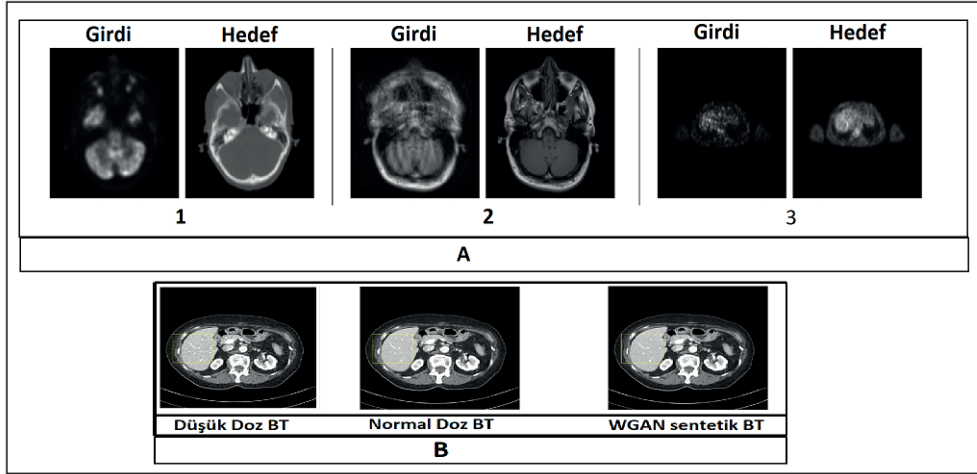 Girdi Hedef Girdi Hedef Girdi Hedef
1 2 3
A
Düşük Doz BT Normal Doz BT WGAN sentetik BT
B